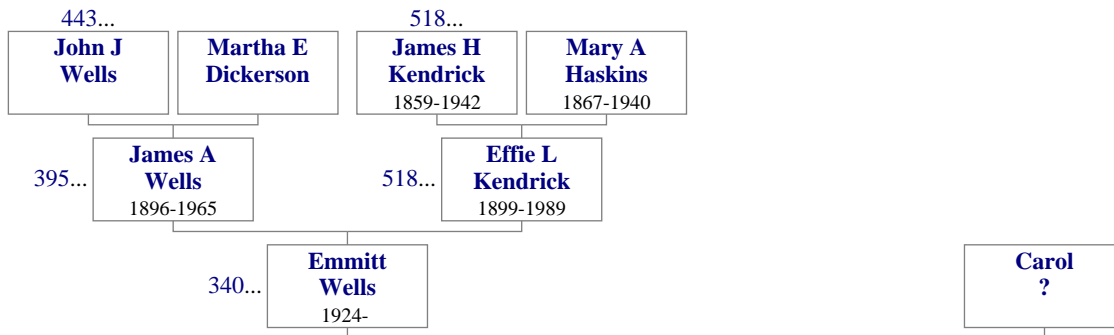 443...
518...
John J
Wells
Martha E
Dickerson
James H
Kendrick
1859-1942
Mary A
Haskins
1867-1940
395...
James A
Wells
1896-1965
518...
Effie L
Kendrick
1899-1989
340...
Emmitt
Wells
1924-
Carol
?